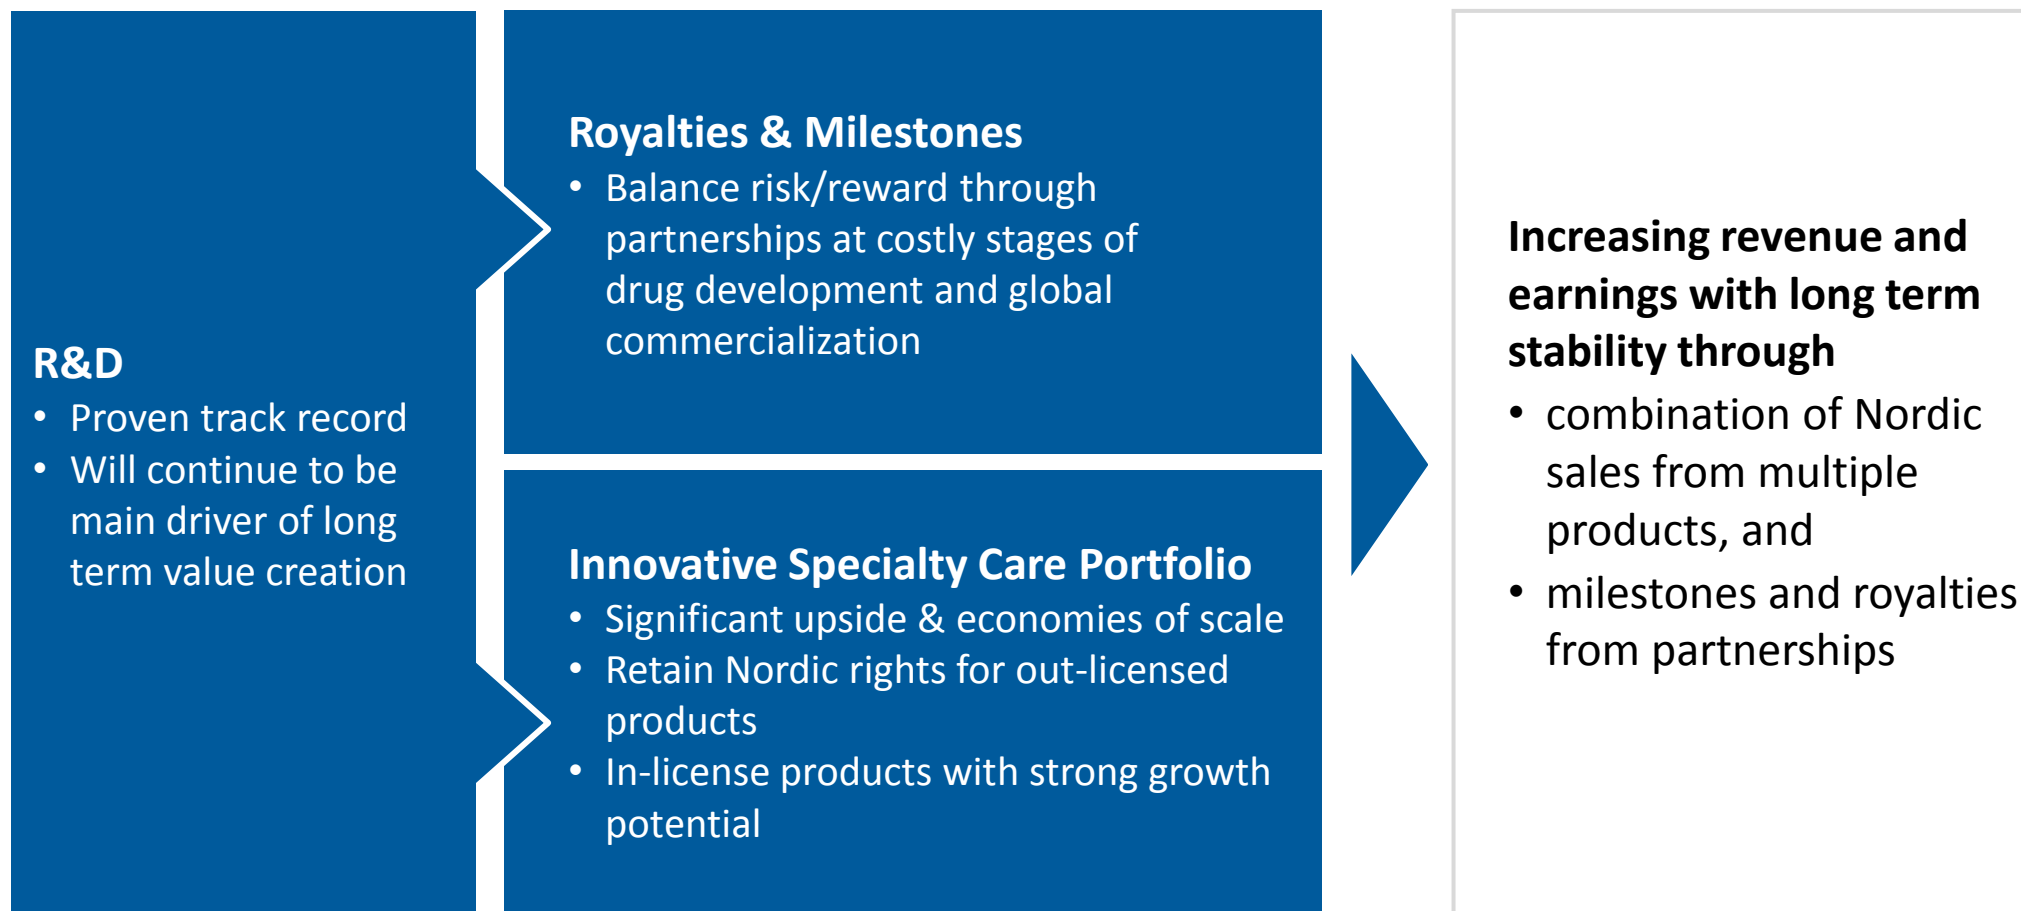 R&D
• Proven track record
• Will continue to be
main driver of long
term value creation
Royalties & Milestones
• Balance risk/reward through
partnerships at costly stages of
drug development and global
commercialization
Innovative Specialty Care Portfolio
• Significant upside & economies of scale
• Retain Nordic rights for out-licensed
products
• In-license products with strong growth
potential
Increasing revenue and
earnings with long term
stability through
• combination of Nordic
sales from multiple
products, and
• milestones and royalties
from partnerships